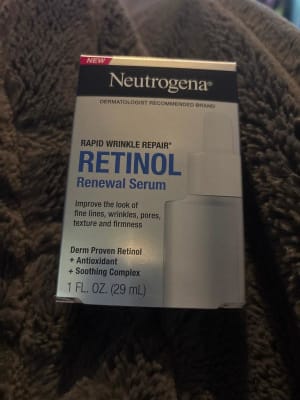 NEW
Neutrogena®
DERMATOLOGIST RECOMMENDED BRAND
RAPID WRINKLE REPAIR®
RETINOL
Renewal Serum
Improve the look of
fine lines, wrinkles, pores,
texture and firmness
Derm Proven Retinol
+ Antioxidant
+ Soothing Complex
1 FL. OZ. (29 mL)